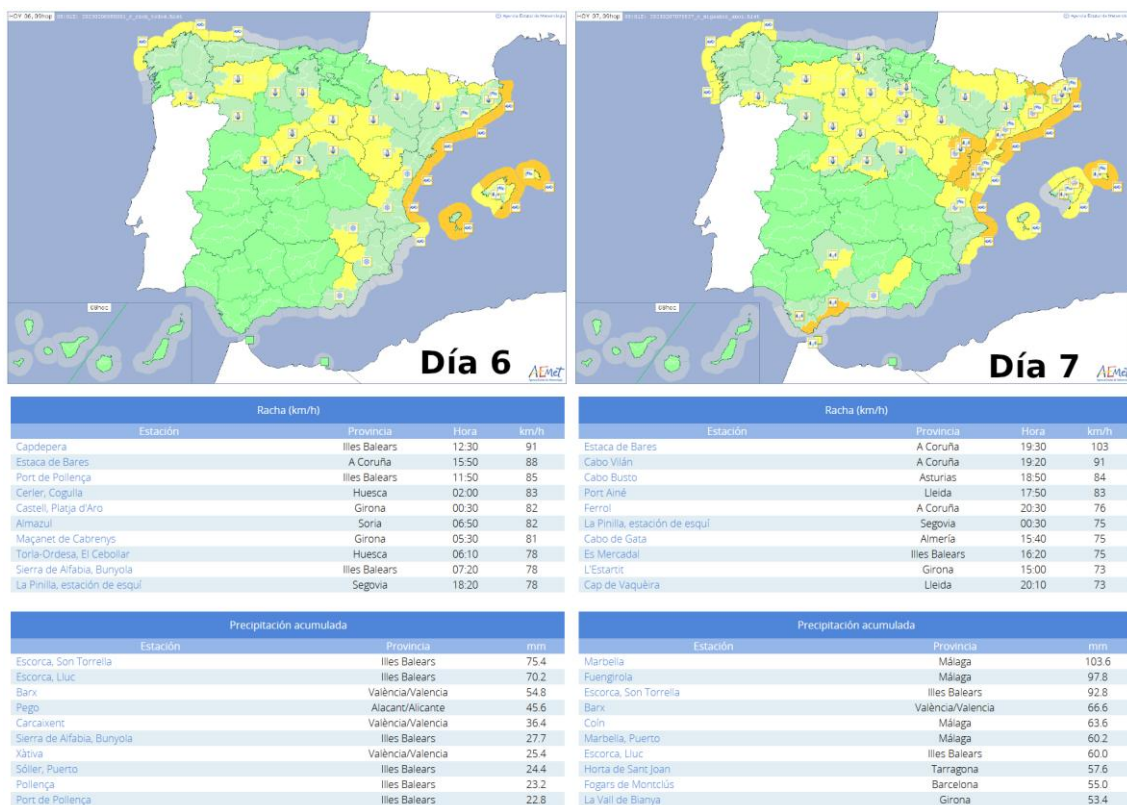 HOY 06, 09hop
© Agencia Estatal de Meteorología
HOY 07, 09hop
© Agencia Estatal de Meteorología
Día 6
AEMet
Día 7
AEMet
Racha (km/h)
Estación Provincia Hora km/h
Capdepera Illes Balears 12:30 91
Estaca de Bares A Coruña 15:50 88
Port de Pollença Illes Balears 11:50 85
Cerler, Cogulla Huesca 02:00 83
Castell, Platja d'Aro Girona 00:30 82
Almazul Soria 06:50 82
Maçanet de Cabrenys Girona 05:30 81
Torla-Ordesa, El Cebollar Huesca 06:10 78
Sierra de Alfabia, Bunyola Illes Balears 07:20 78
La Pinilla, estación de esquí Segovia 18:20 78
Racha (km/h)
Estación Provincia Hora km/h
Estaca de Bares A Coruña 19:30 103
Cabo Vilán A Coruña 19:20 91
Cabo Busto Asturias 18:50 84
Port Ainé Lleida 17:50 83
Ferrol A Coruña 20:30 76
La Pinilla, estación de esquí Segovia 00:30 75
Cabo de Gata Almería 15:40 75
Es Mercadal Illes Balears 16:20 75
L'Estartit Girona 15:00 73
Cap de Vaquèira Lleida 20:10 73
Precipitación acumulada
Estación Provincia mm
Escorca, Son Torrella Illes Balears 75.4
Escorca, Lluc Illes Balears 70.2
Barx València/Valencia 54.8
Pego Alacant/Alicante 45.6
Carcaixent València/Valencia 36.4
Sierra de Alfabia, Bunyola Illes Balears 27.7
Xàtiva València/Valencia 25.4
Sóller, Puerto Illes Balears 24.4
Pollença Illes Balears 23.2
Port de Pollença Illes Balears 22.8
Precipitación acumulada
Estación Provincia mm
Marbella Málaga 103.6
Fuengirola Málaga 97.8
Escorca, Son Torrella Illes Balears 92.8
Barx València/Valencia 66.6
Coín Málaga 63.6
Marbella, Puerto Málaga 60.2
Escorca, Lluc Illes Balears 60.0
Horta de Sant Joan Tarragona 57.6
Fogars de Montclús Barcelona 55.0
La Vall de Bianya Girona 53.4